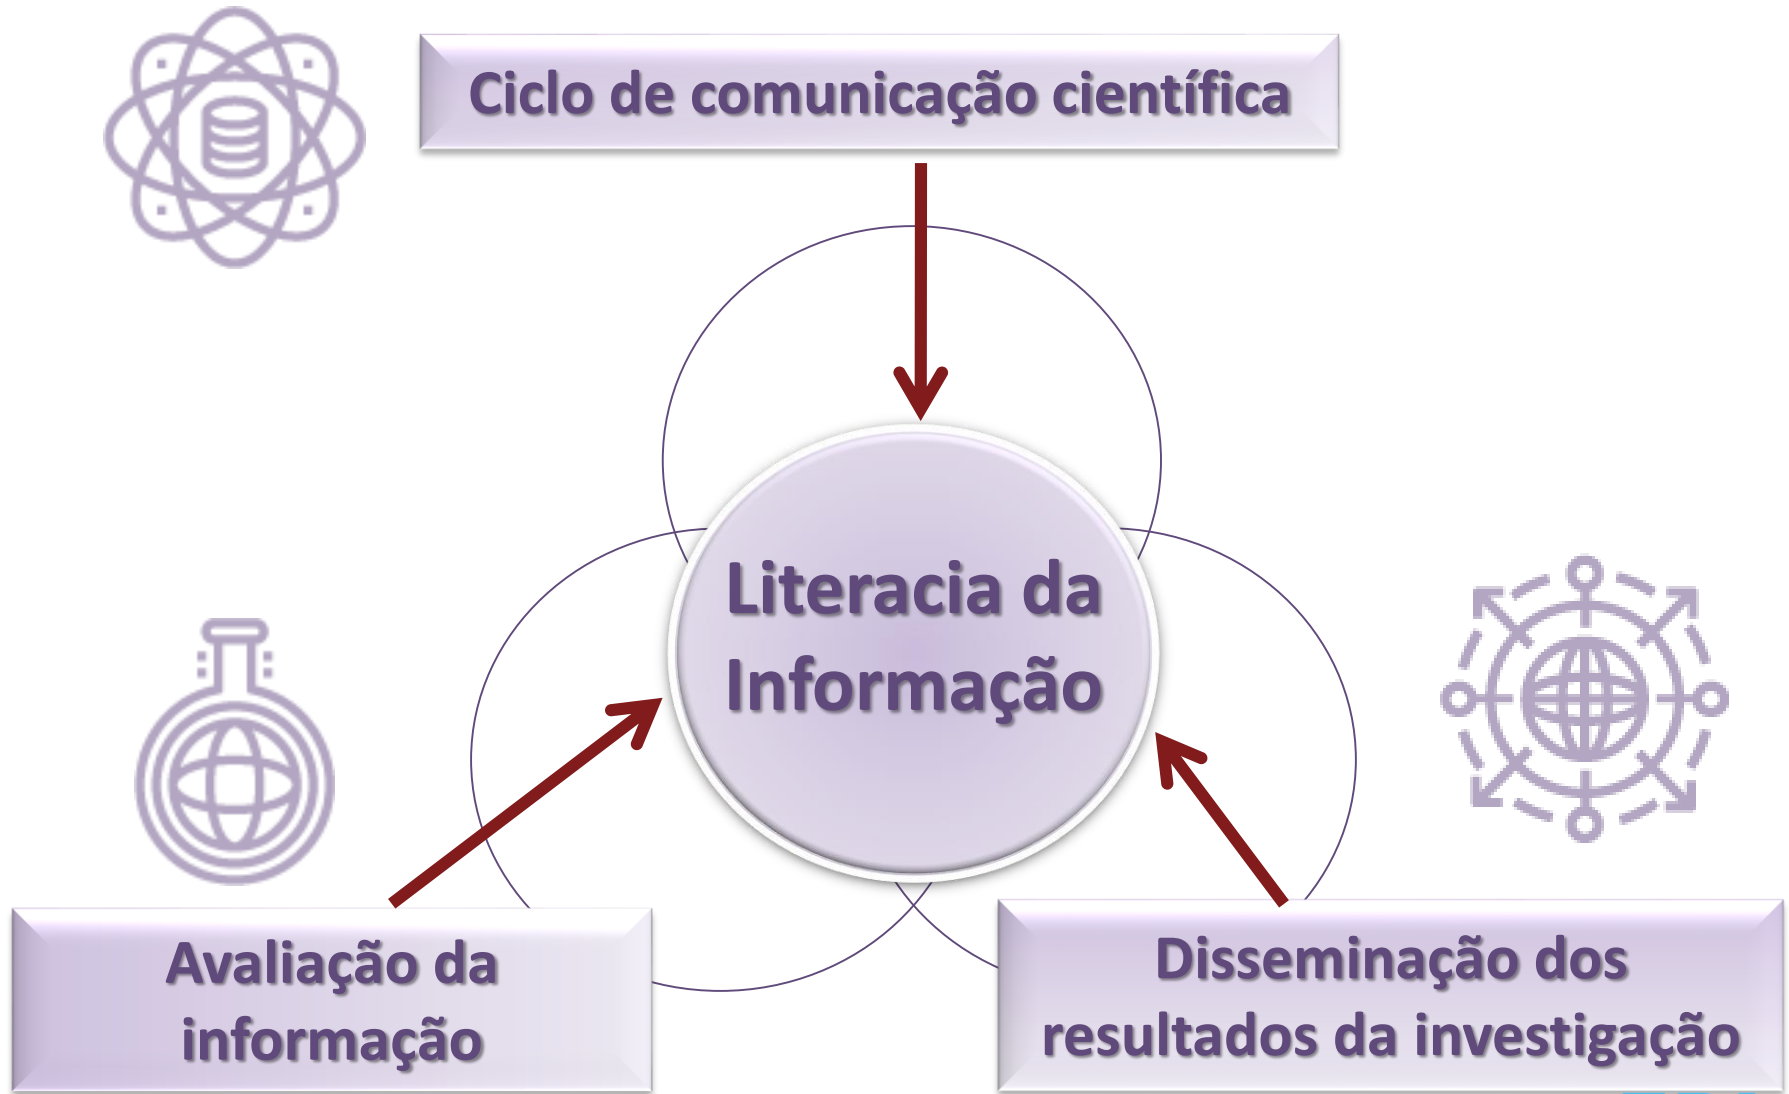 Ciclo de comunicação científica
Literacia da
Informação
Avaliação da
informação
Disseminação dos
resultados da investigação